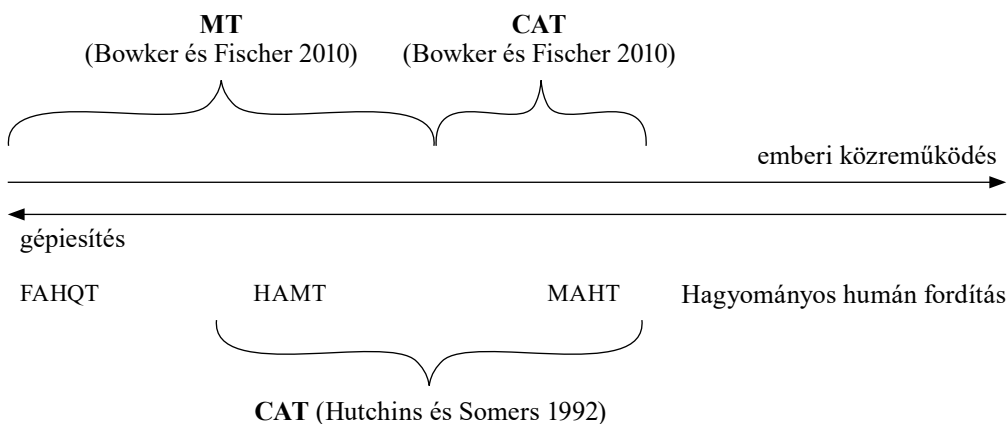 MT
(Bowker és Fischer 2010)
CAT
(Bowker és Fischer 2010)
emberi közreműködés
gépiesítés
FAHQT HAMT MAHT Hagyományos humán fordítás
CAT (Hutchins és Somers 1992)